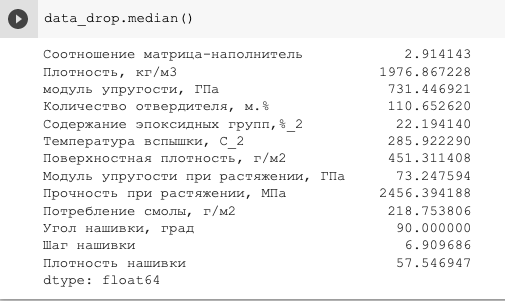 data_drop.median()
Соотношение матрица-наполнитель 2.914143
Плотность, кг/м3 1976.867228
модуль упругости, ГПа 731.446921
Количество отвердителя, м.% 110.652620
Содержание эпоксидных групп,%_2 22.194140
Температура вспышки, С_2 285.922290
Поверхностная плотность, г/м2 451.311408
Модуль упругости при растяжении, ГПа 73.247594
Прочность при растяжении, МПа 2456.394188
Потребление смолы, г/м2 218.753806
Угол нашивки, град 90.000000
Шаг нашивки 6.909686
Плотность нашивки 57.546947
dtype: float64